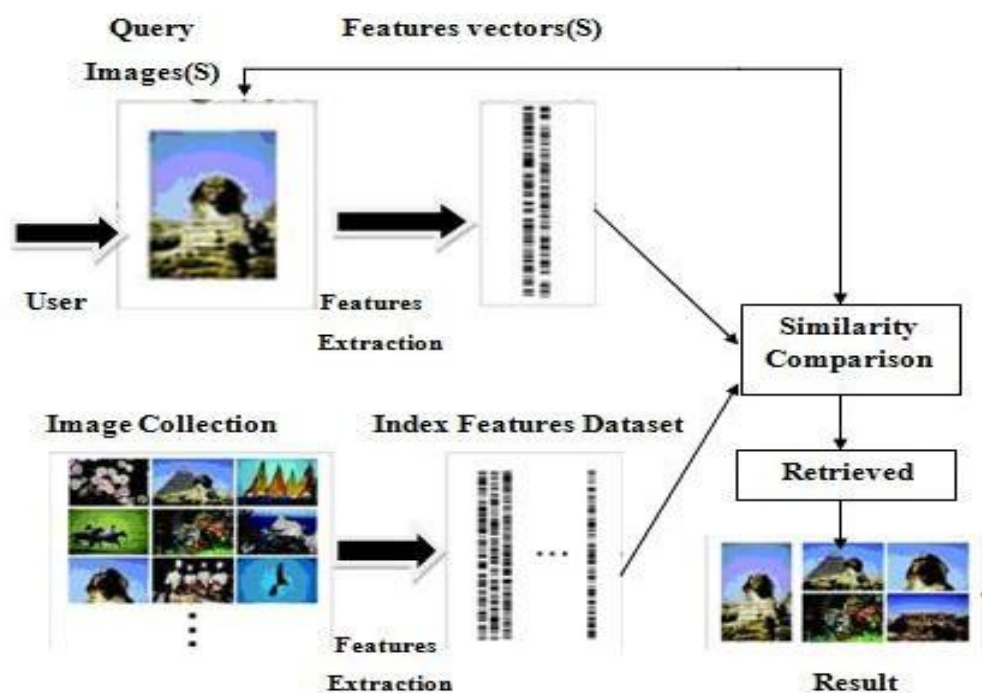 Query
Images(S)
Features vectors(S)
User
Features
Extraction
Similarity
Comparison
Image Collection
Index Features Dataset
Retrieved
Features
Extraction
Result